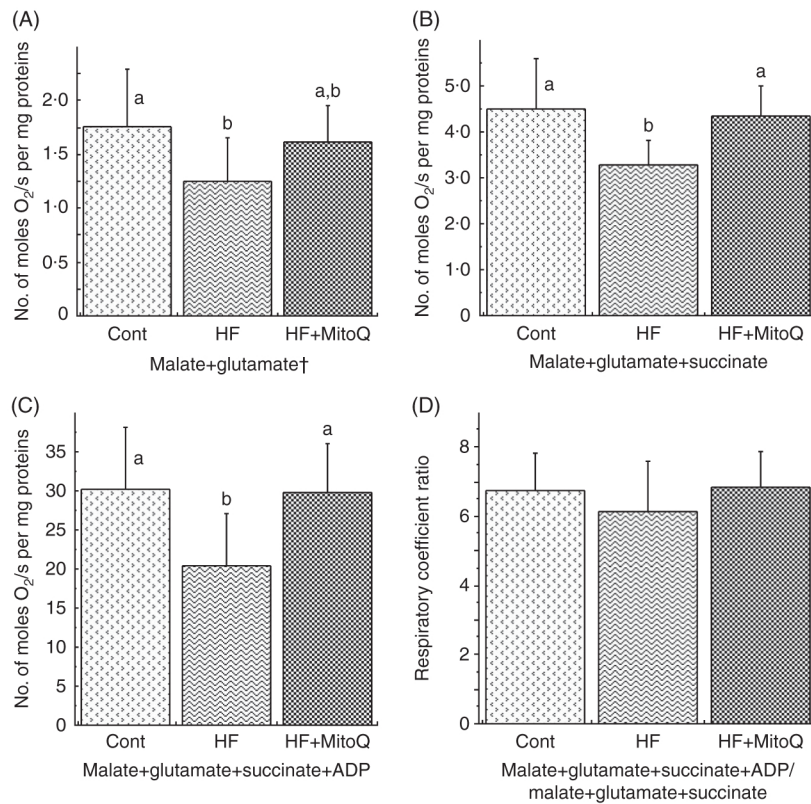 (A)
No. of moles O₂/s per mg proteins
2·0
1·5
1·0
0·5
0
a
b
a,b
Cont HF HF+MitoQ
Malate+glutamate†
(B)
No. of moles O₂/s per mg proteins
5·0
4·0
3·0
2·0
1·0
0
a
b
a
Cont HF HF+MitoQ
Malate+glutamate+succinate
(C)
No. of moles O₂/s per mg proteins
35
30
25
20
15
10
5
0
a
b
a
Cont HF HF+MitoQ
Malate+glutamate+succinate+ADP
(D)
Respiratory coefficient ratio
8
6
4
2
0
Cont HF HF+MitoQ
Malate+glutamate+succinate+ADP/
malate+glutamate+succinate